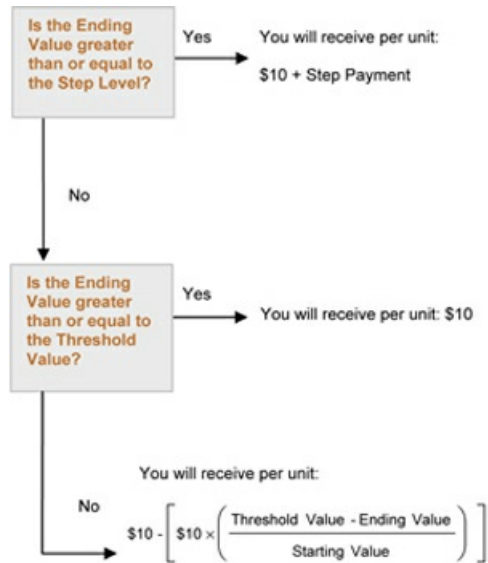 Is the Ending
Value greater
than or equal to
the Step Level?
Yes
You will receive per unit:
$10 + Step Payment
No
Is the Ending
Value greater
than or equal to
the Threshold
Value?
Yes
You will receive per unit: $10
No
You will receive per unit:
$10 - [ $10 × ( Threshold Value - Ending Value / Starting Value ) ]